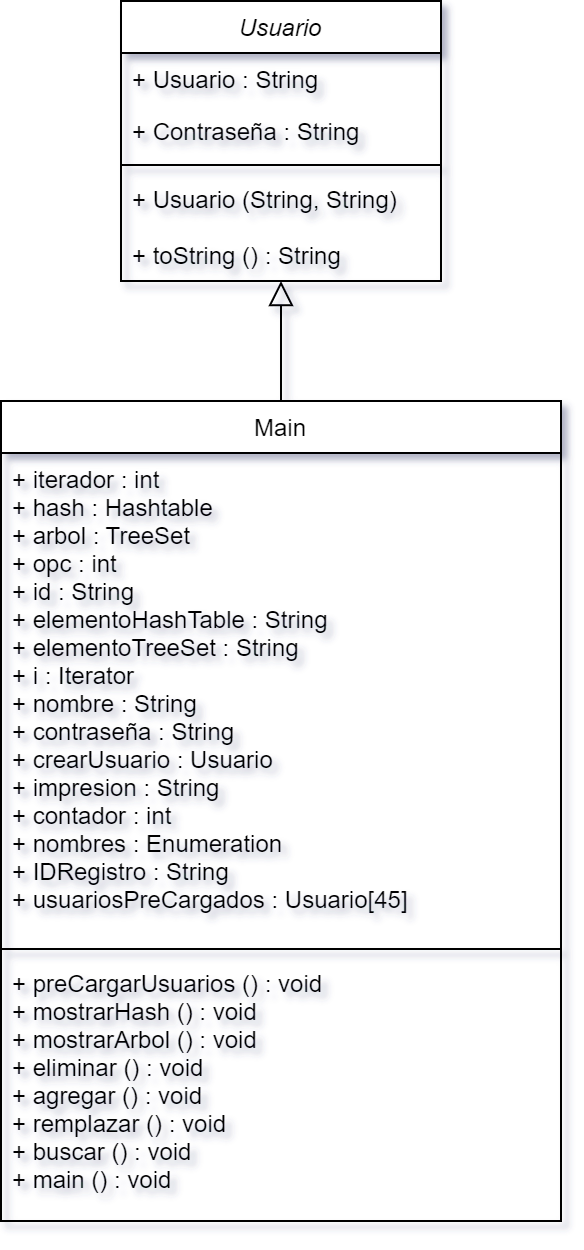 Usuario
+ Usuario : String
+ Contraseña : String
+ Usuario (String, String)
+ toString () : String
Main
+ iterador : int
+ hash : Hashtable
+ arbol : TreeSet
+ opc : int
+ id : String
+ elementoHashTable : String
+ elementoTreeSet : String
+ i : Iterator
+ nombre : String
+ contraseña : String
+ crearUsuario : Usuario
+ impresion : String
+ contador : int
+ nombres : Enumeration
+ IDRegistro : String
+ usuariosPreCargados : Usuario[45]
+ preCargarUsuarios () : void
+ mostrarHash () : void
+ mostrarArbol () : void
+ eliminar () : void
+ agregar () : void
+ remplazar () : void
+ buscar () : void
+ main () : void